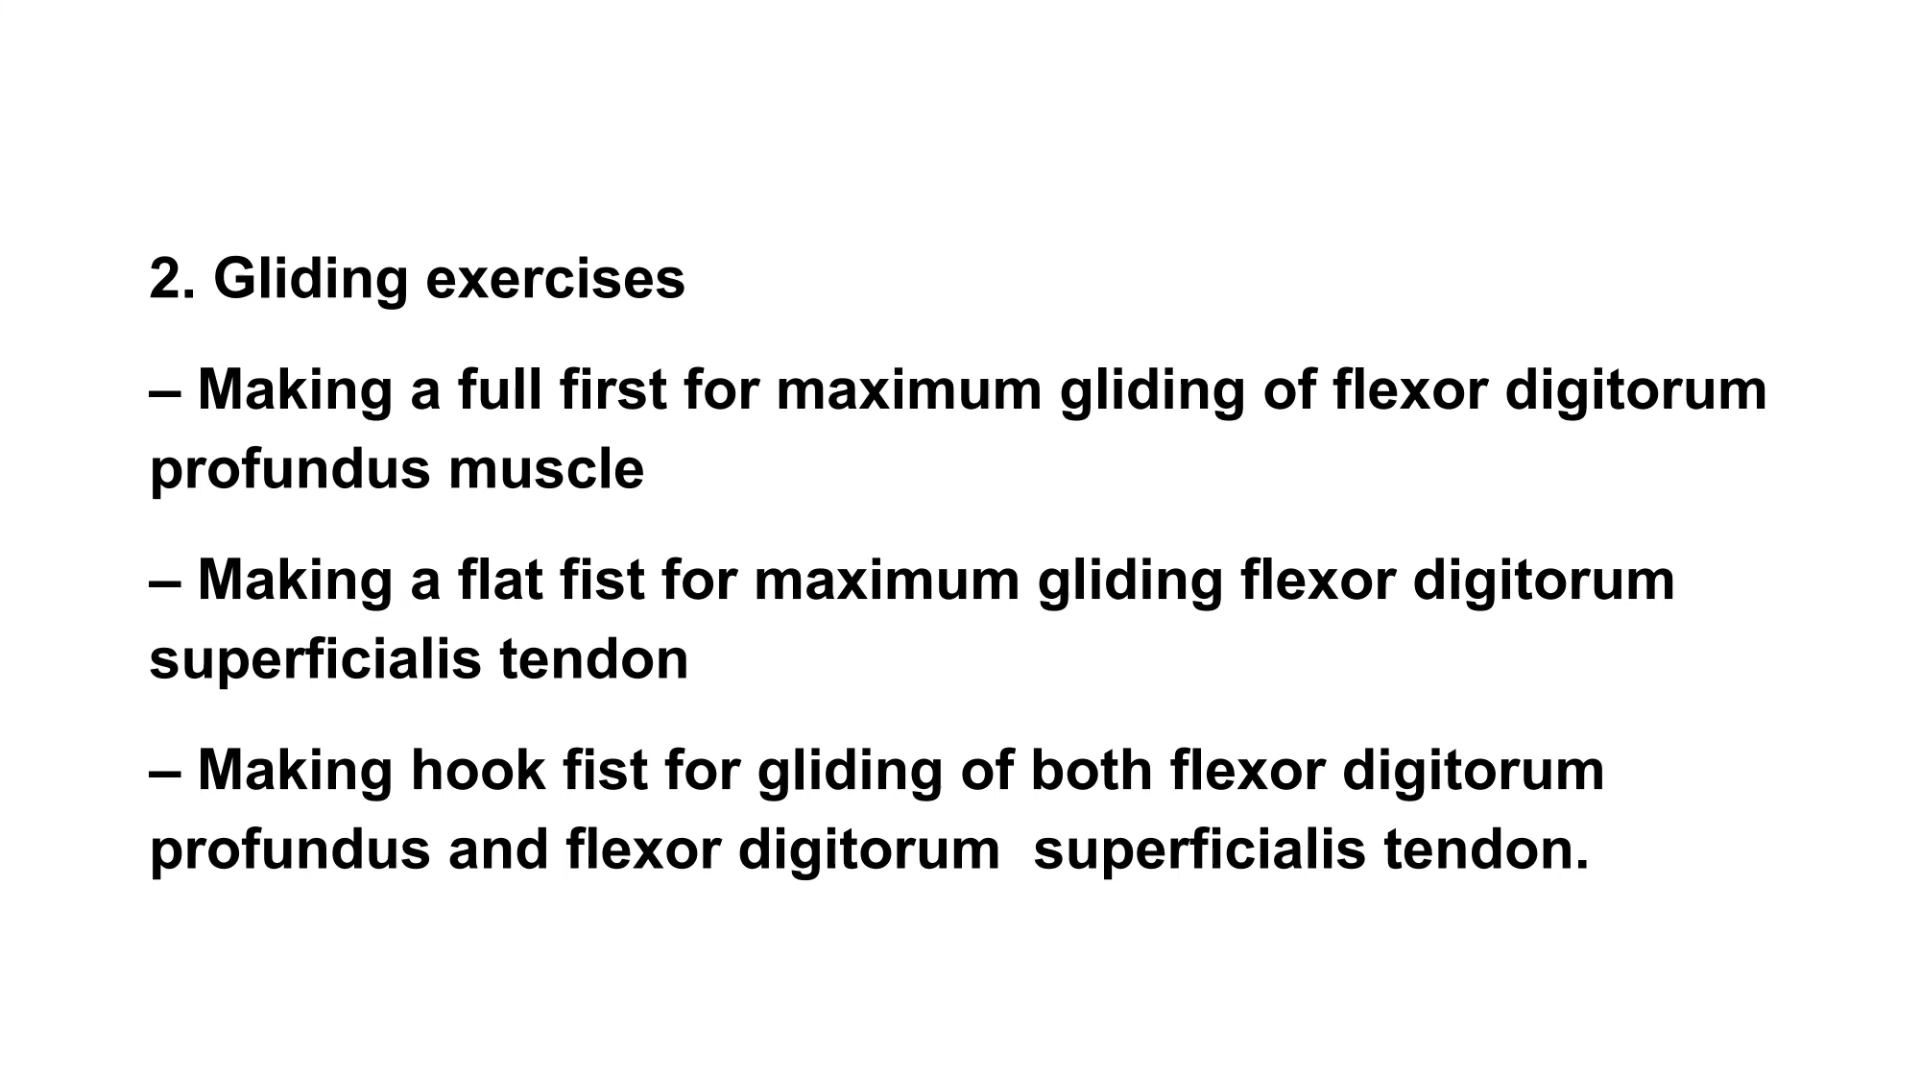 2. Gliding exercises
– Making a full first for maximum gliding of flexor digitorum
profundus muscle
– Making a flat fist for maximum gliding flexor digitorum
superficialis tendon
– Making hook fist for gliding of both flexor digitorum
profundus and flexor digitorum  superficialis tendon.